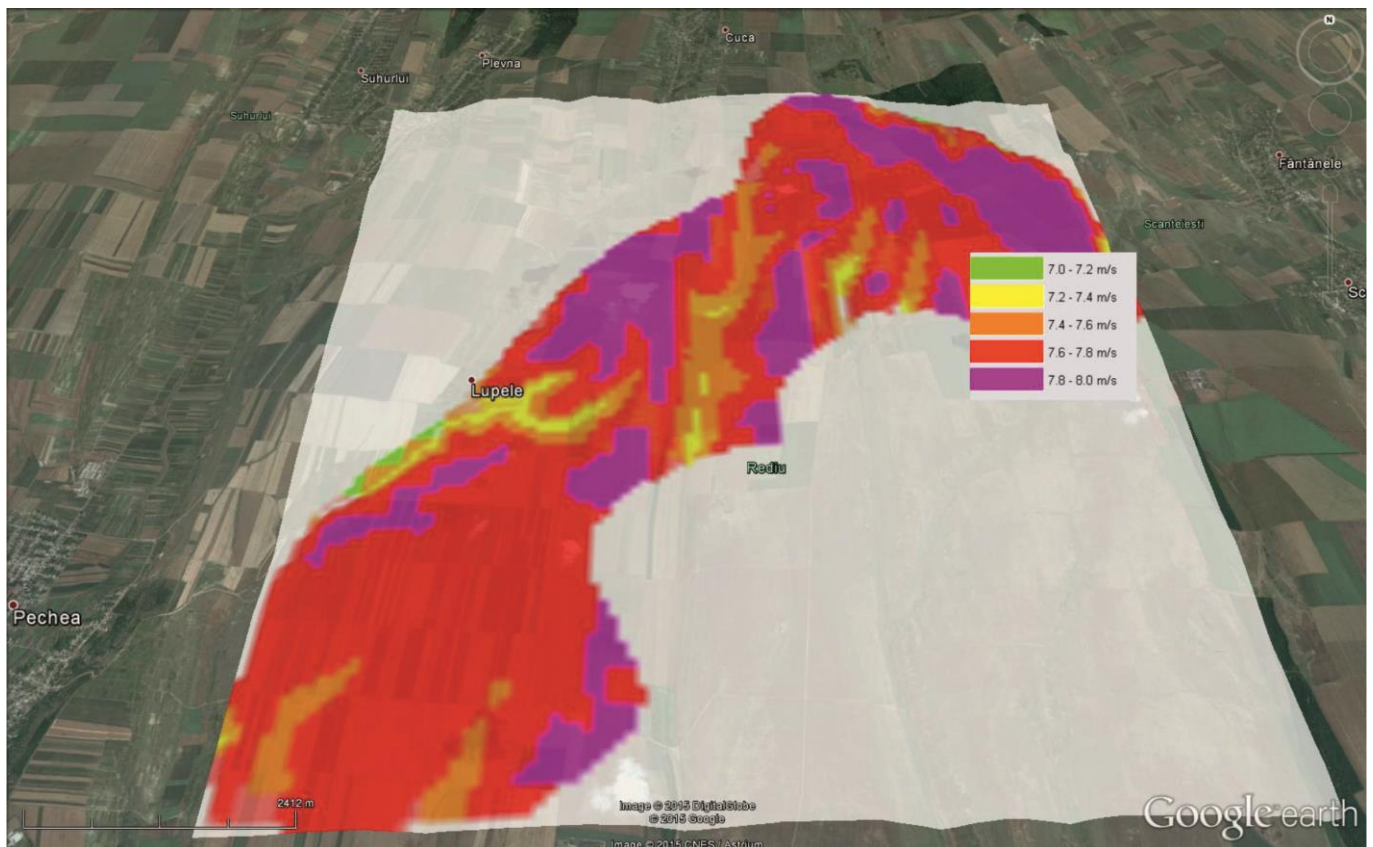 N
Cuca
Plevna
Suhurlui
Suhurlui
Fântânele
Scanteiesti
Sc
7.0 - 7.2 m/s
7.2 - 7.4 m/s
7.4 - 7.6 m/s
7.6 - 7.8 m/s
7.8 - 8.0 m/s
Lupele
Rediu
Pechea
2412 m
Image © 2015 DigitalGlobe
© 2015 Google
Image © 2015 CNES / Astrium
Google earth